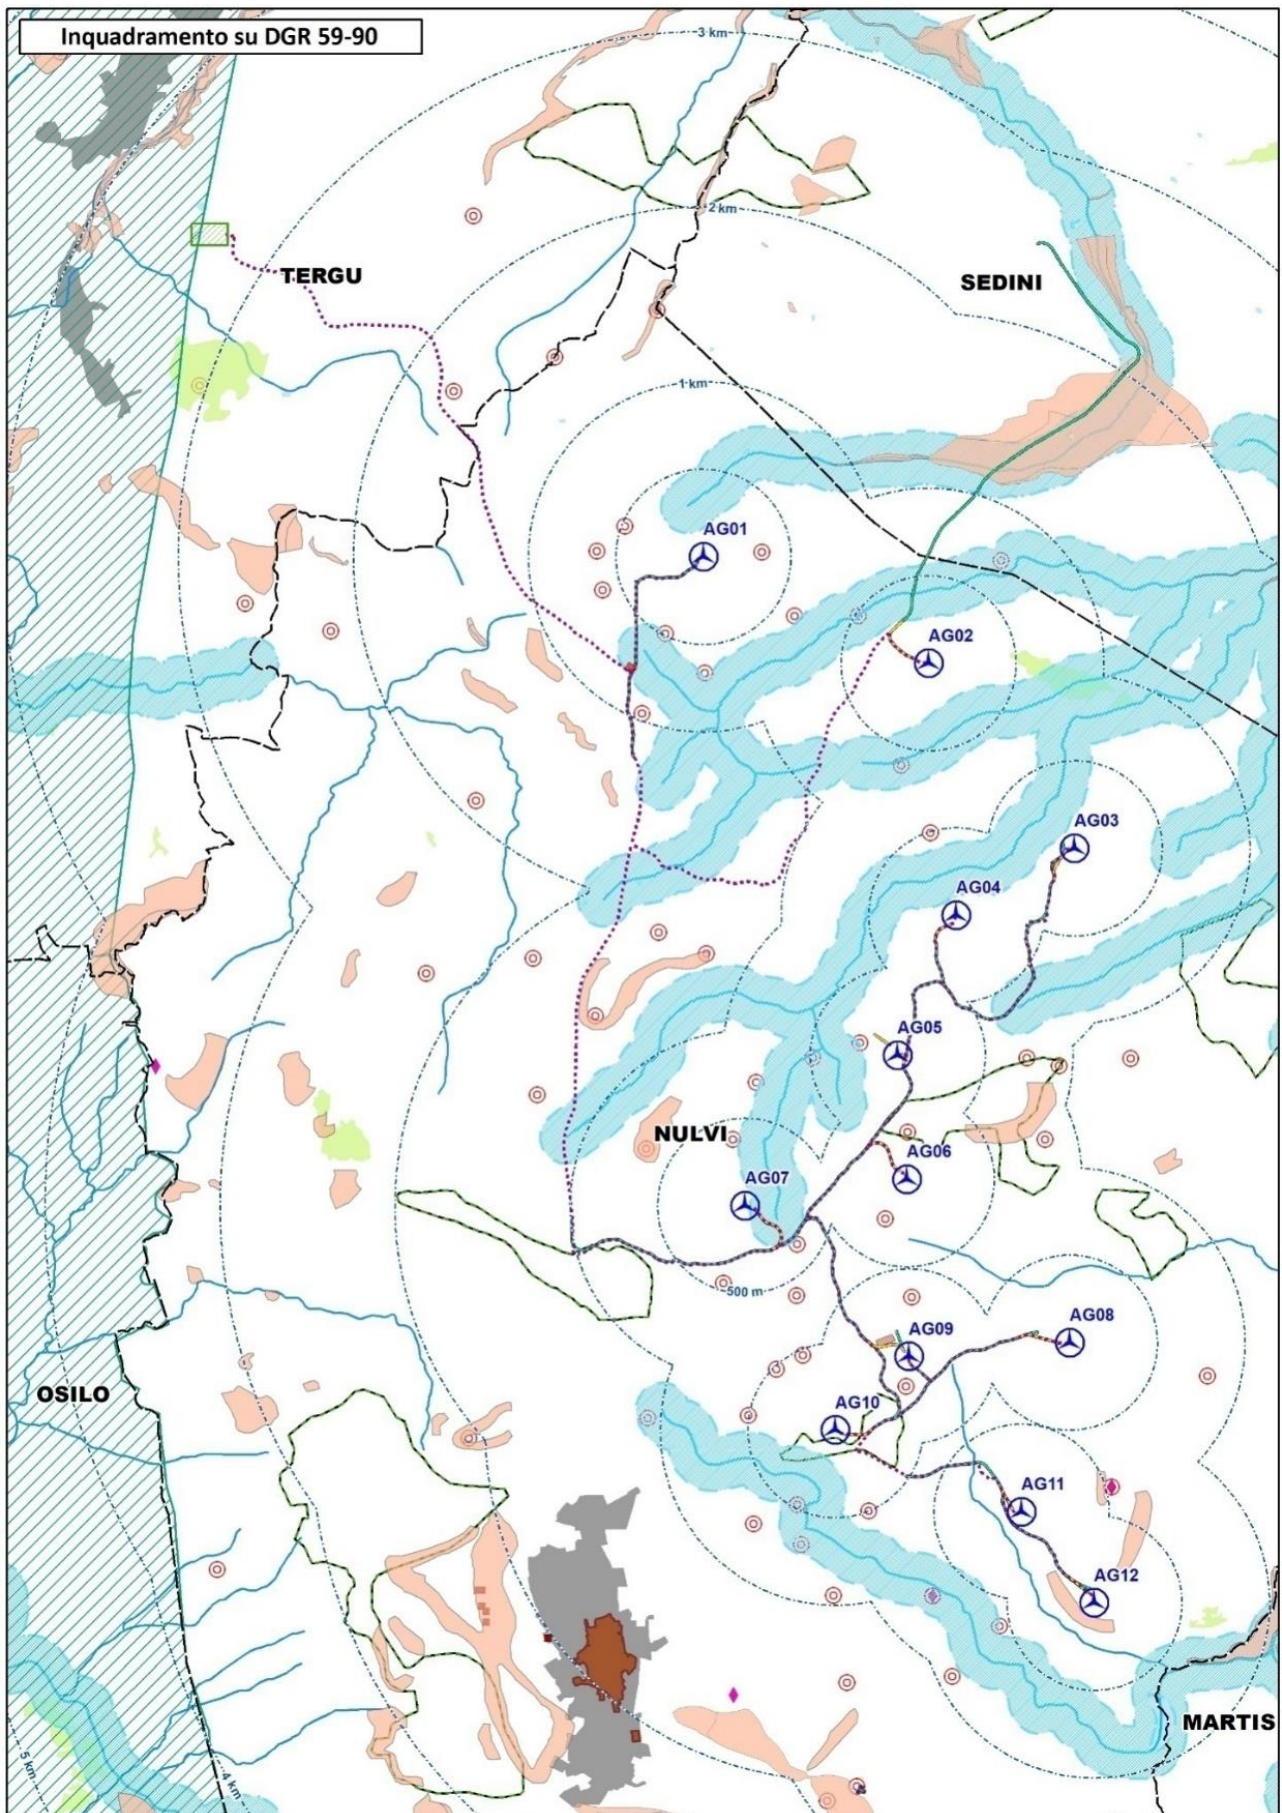 Inquadramento su DGR 59-90
3 km
2 km
TERGU
SEDINI
1 km
AG01
AG02
AG03
AG04
AG05
NULVI
AG06
AG07
500 m
AG08
AG09
OSILO
AG10
AG11
AG12
MARTIS
5 km
4 km